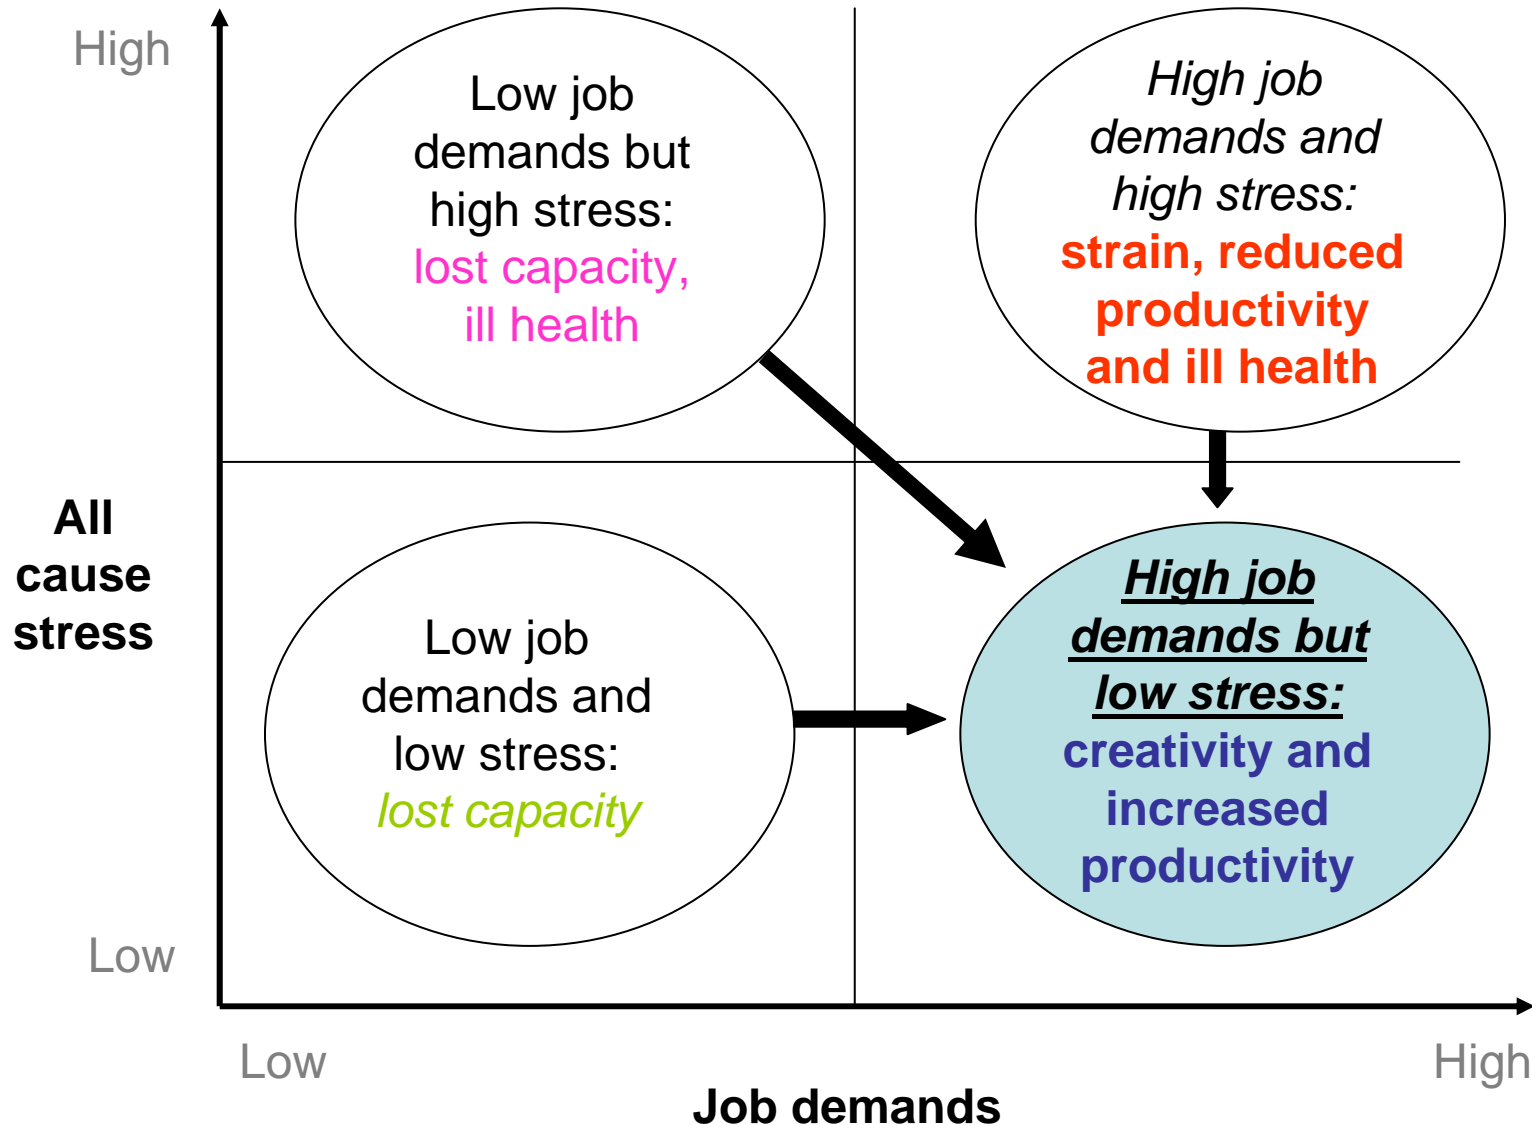 High
Low job
demands but
high stress:
lost capacity,
ill health
High job
demands and
high stress:
strain, reduced
productivity
and ill health
All
cause
stress
Low job
demands and
low stress:
lost capacity
High job
demands but
low stress:
creativity and
increased
productivity
Low
Low
High
Job demands